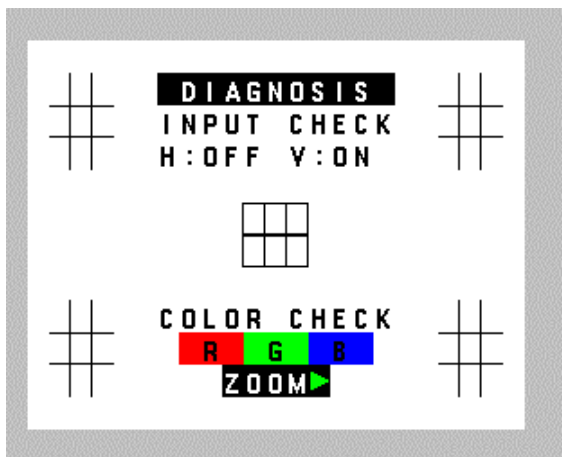 DIAGNOSIS
INPUT CHECK
H:OFF V:ON
COLOR CHECK
R G B
ZOOM